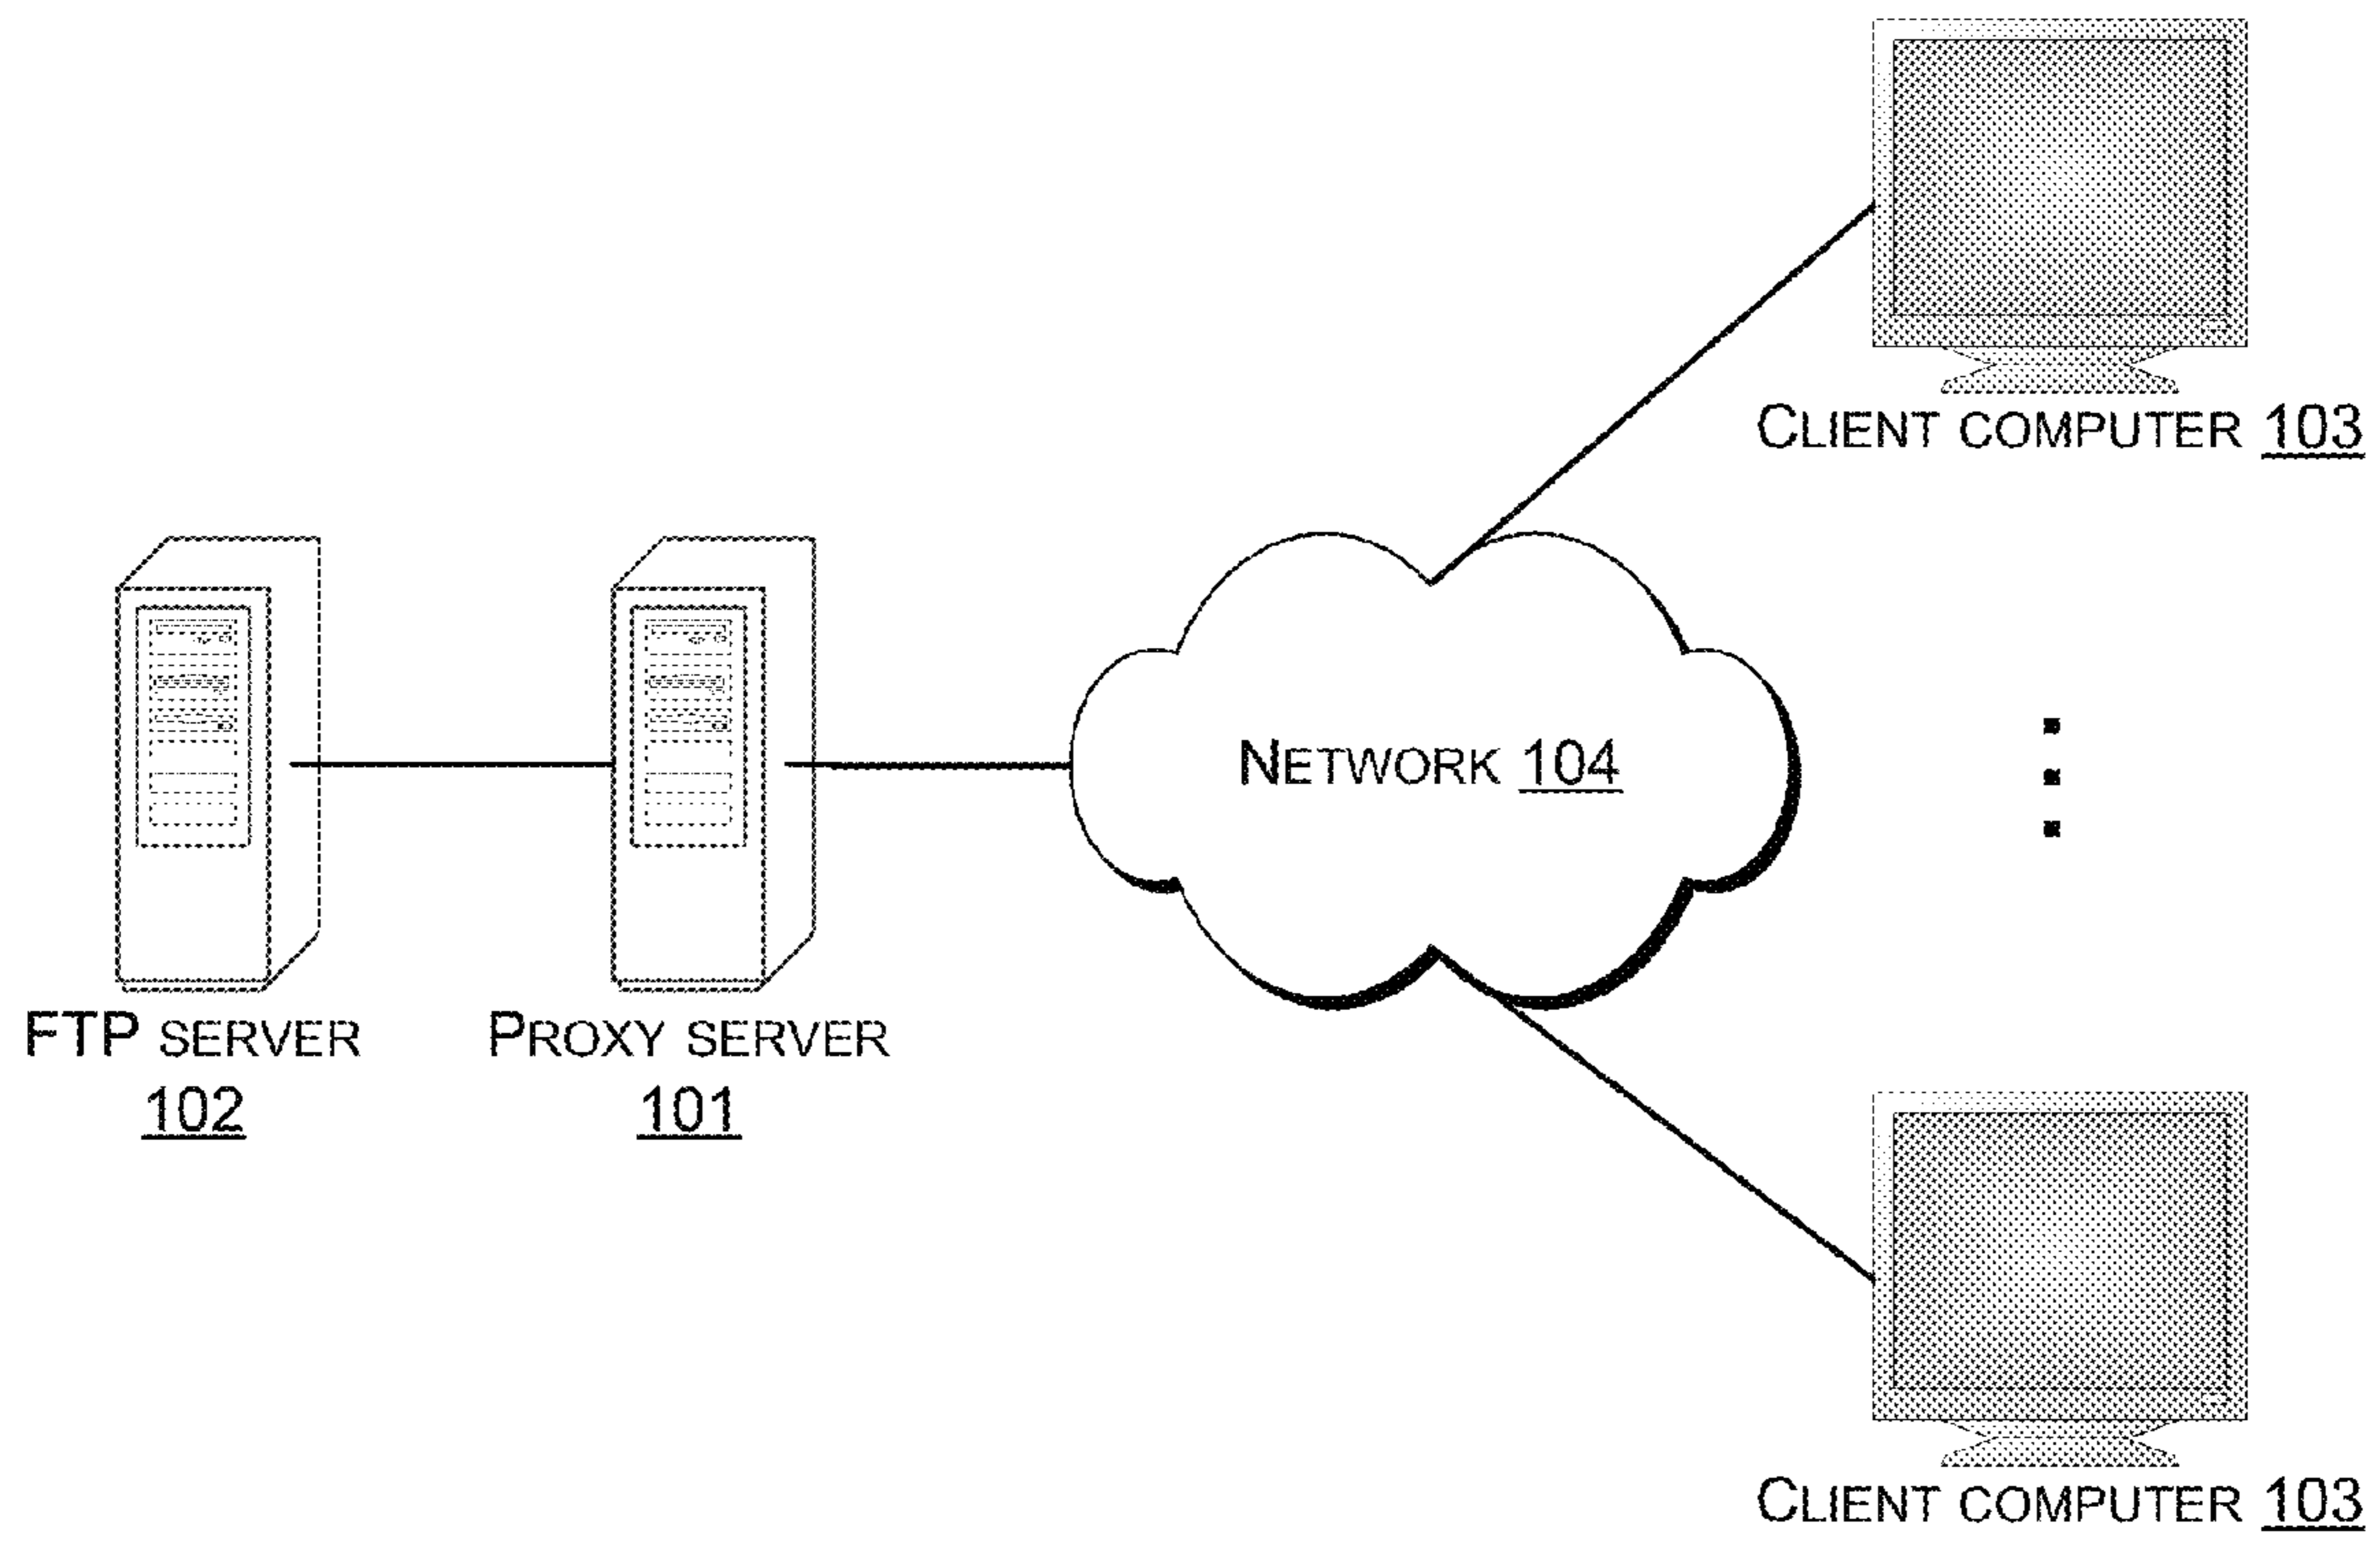 CLIENT COMPUTER 103
NETWORK 104
FTP SERVER
102
PROXY SERVER
101
CLIENT COMPUTER 103